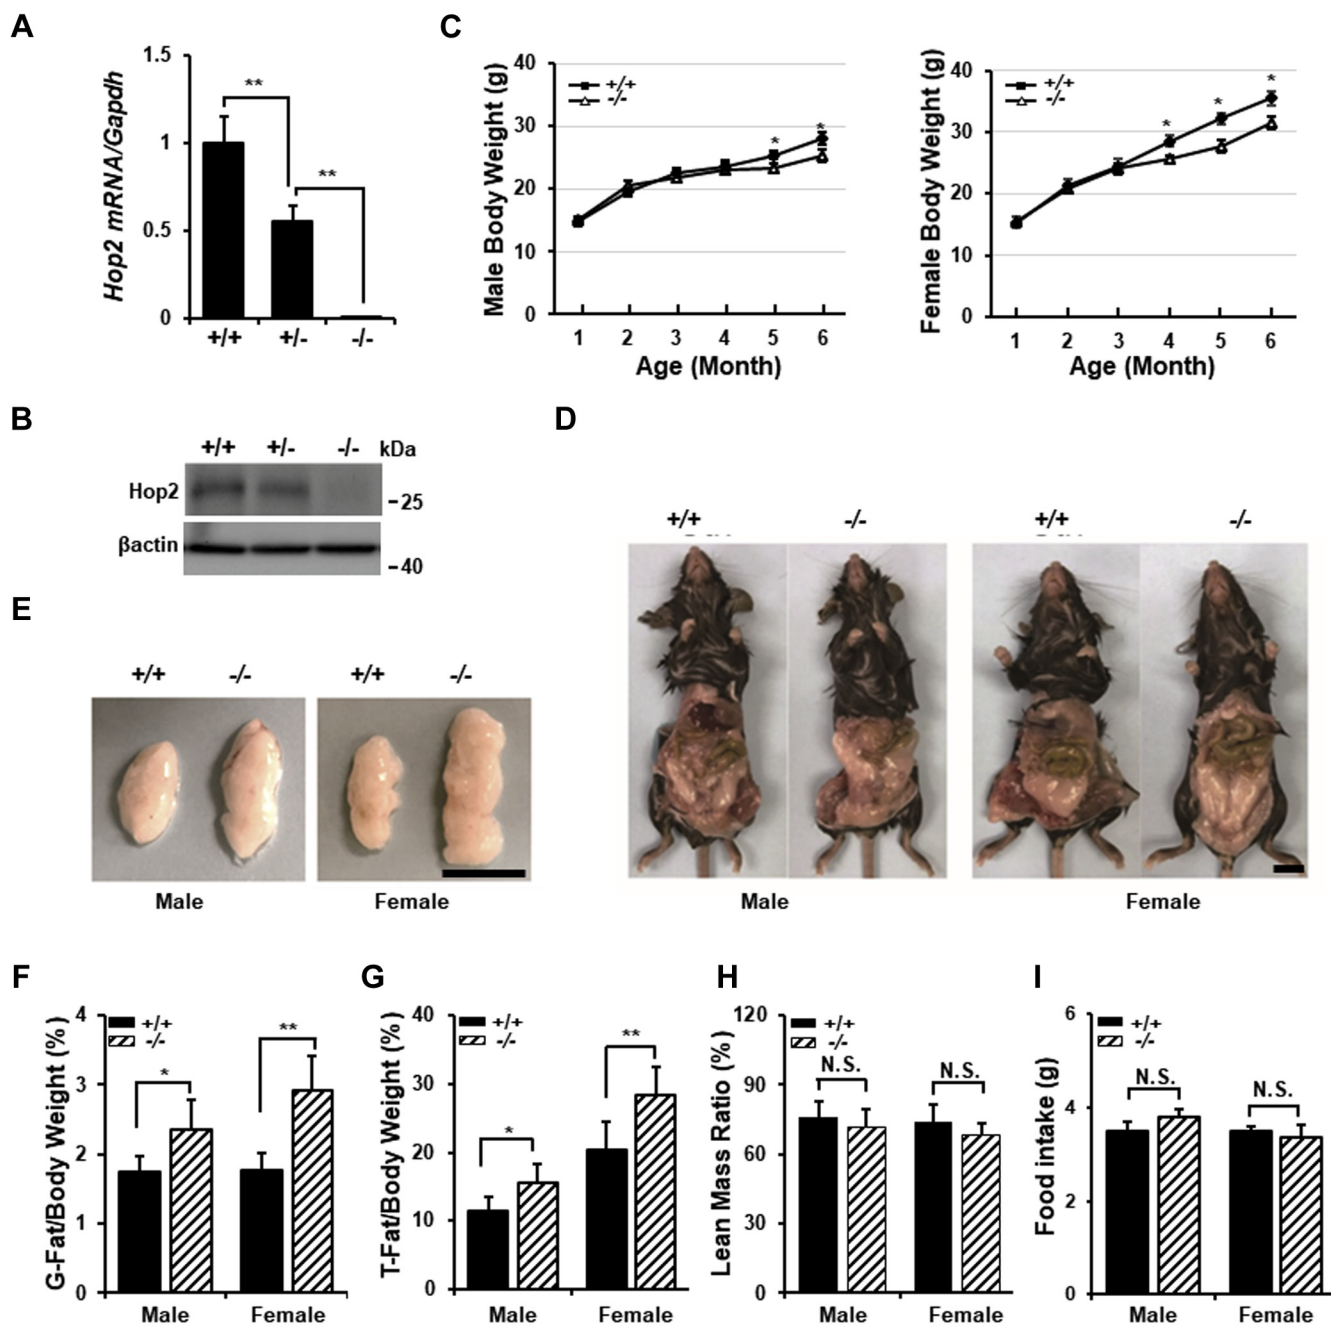 A
Hop2 mRNA/Gapdh
1.5
1
0.5
0
**
**
+/+ +/- -/-
C
Male Body Weight (g)
40
30
20
10
0
+/+
-/-
* *
1 2 3 4 5 6
Age (Month)
Female Body Weight (g)
40
30
20
10
0
+/+
-/-
* * *
1 2 3 4 5 6
Age (Month)
B
+/+ +/- -/- kDa
Hop2
-25
βactin
-40
D
+/+ -/- +/+ -/-
Male Female
E
+/+ -/- +/+ -/-
Male Female
F
G-Fat/Body Weight (%)
4
3
2
1
0
+/+
-/-
* **
Male Female
G
T-Fat/Body Weight (%)
40
30
20
10
0
+/+
-/-
* **
Male Female
H
Lean Mass Ratio (%)
120
90
60
30
0
+/+
-/-
N.S. N.S.
Male Female
I
Food intake (g)
6
4
2
0
+/+
-/-
N.S. N.S.
Male Female